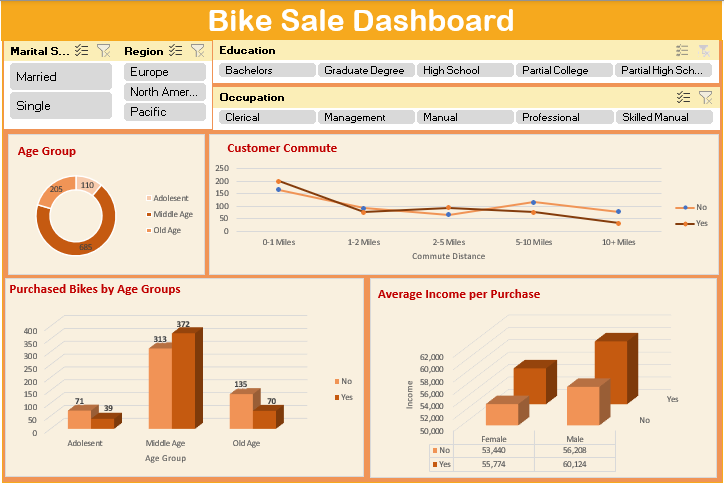 Bike Sale Dashboard
Marital S...
Married
Single
Region
Europe
North Amer...
Pacific
Education
Bachelors
Graduate Degree
High School
Partial College
Partial High Sch...
Occupation
Clerical
Management
Manual
Professional
Skilled Manual
Age Group
205
110
685
Adolesent
Middle Age
Old Age
Customer Commute
250
200
150
100
50
0
0-1 Miles
1-2 Miles
2-5 Miles
5-10 Miles
10+ Miles
Commute Distance
No
Yes
Purchased Bikes by Age Groups
400
350
300
250
200
150
100
50
0
71
39
313
372
135
70
Adolesent
Middle Age
Old Age
Age Group
No
Yes
Average Income per Purchase
62,000
60,000
58,000
56,000
54,000
52,000
50,000
Income
Yes
No
Female Male
No 53,440 56,208
Yes 55,774 60,124